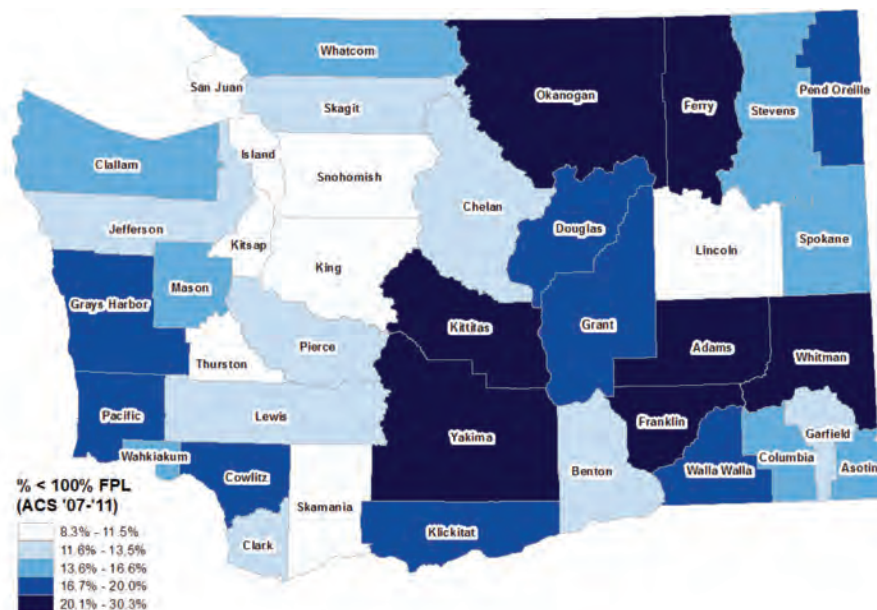 Whatcom
San Juan
Skagit
Okanogan
Ferry
Stevens
Pend Oreille
Clallam
Island
Snohomish
Chelan
Jefferson
Kitsap
King
Douglas
Lincoln
Spokane
Grays Harbor
Mason
Kittitas
Grant
Thurston
Pierce
Adams
Whitman
Pacific
Lewis
Yakima
Franklin
Garfield
Wahkiakum
Cowlitz
Benton
Walla Walla
Columbia
Asotin
Skamania
Clark
Klickitat
% < 100% FPL
(ACS '07-'11)
8.3% - 11.5%
11.6% - 13.5%
13.6% - 16.6%
16.7% - 20.0%
20.1% - 30.3%